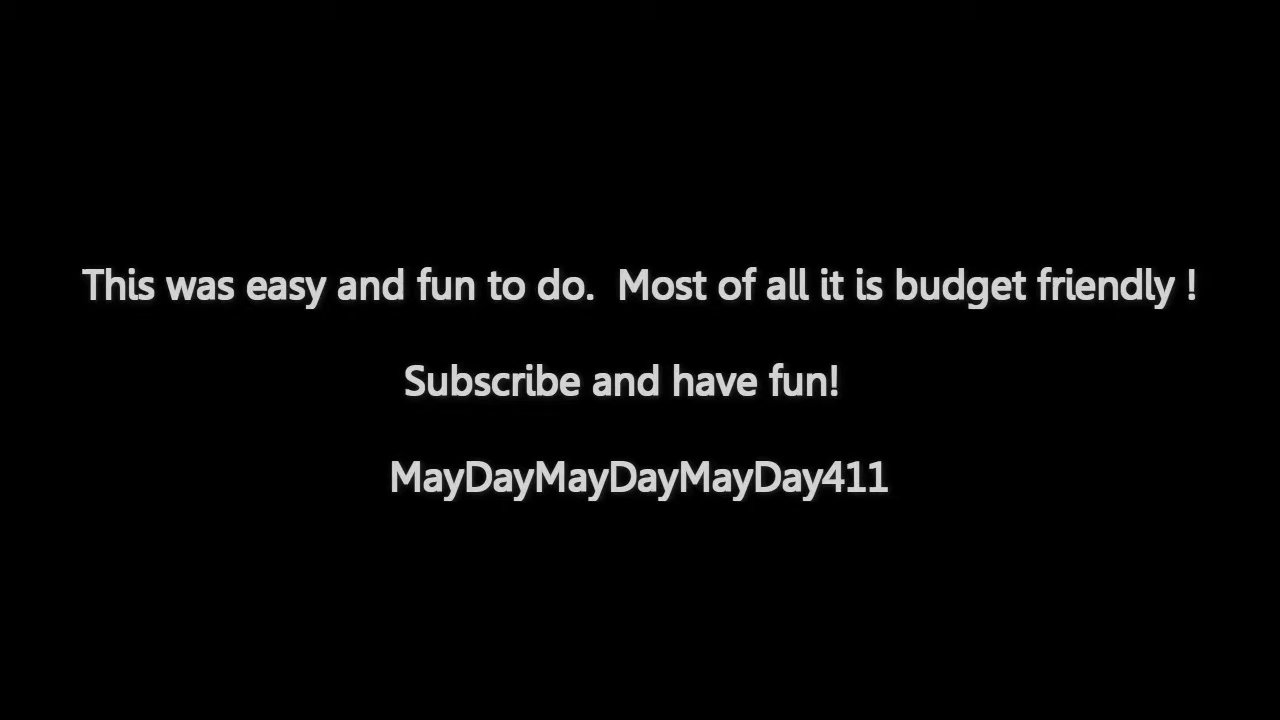 This was easy and fun to do.  Most of all it is budget friendly !
Subscribe and have fun!
MayDayMayDayMayDay411